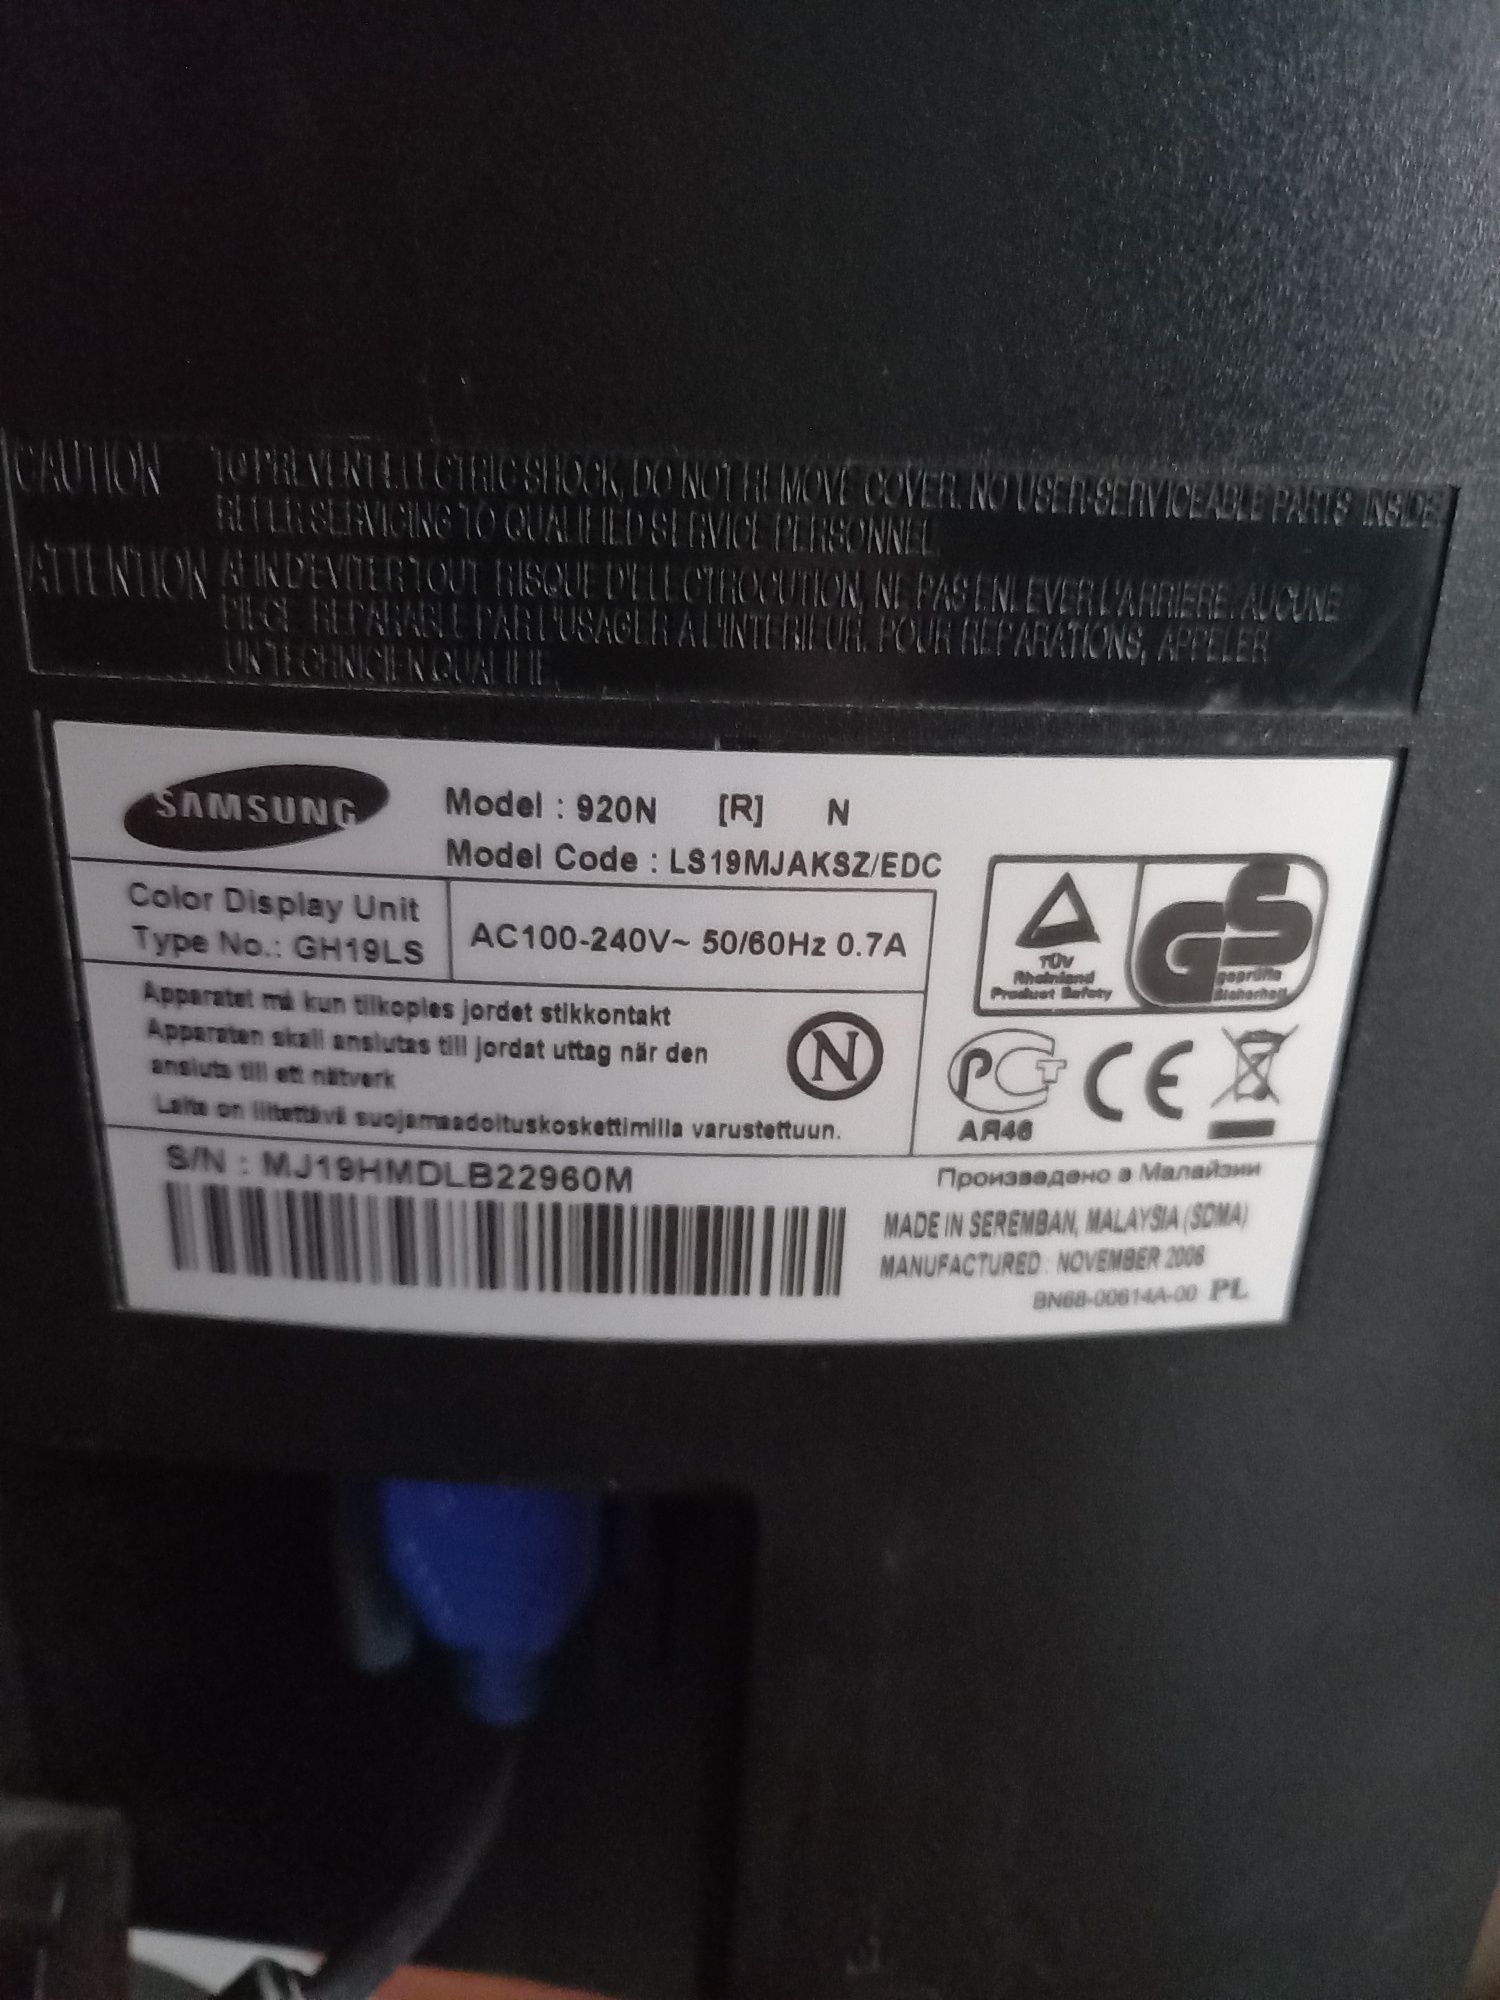 CAUTION TO PREVENT ELECTRIC SHOCK, DO NOT REMOVE COVER. NO USER-SERVICEABLE PARTS INSIDE.
REFER SERVICING TO QUALIFIED SERVICE PERSONNEL.
ATTENTION AFIN D'EVITER TOUT RISQUE D'ELECTROCUTION, NE PAS ENLEVER L'ARRIERE. AUCUNE
PIECE REPARABLE PAR L'USAGER A L'INTERIEUR. POUR REPARATIONS, APPELER
UN TECHNICIEN QUALIFIE.
SAMSUNG
Model : 920N [R] N
Model Code : LS19MJAKSZ/EDC
Color Display Unit
Type No.: GH19LS
AC100-240V~ 50/60Hz 0.7A
TÜV
Rheinland
Product Safety
GS
geprüfte
Sicherheit
Apparatet må kun tilkoples jordet stikkontakt
Apparaten skall anslutas till jordat uttag när den
ansluts till ett nätverk
Laite on liitettävä suojamaadoituskoskettimilla varustettuun.
N
РСТ
АЯ46
CE
S/N : MJ19HMDLB22960M
Произведено в Малайзии
MADE IN SEREMBAN, MALAYSIA (SDMA)
MANUFACTURED : NOVEMBER 2006
BN68-00614A-00 PL